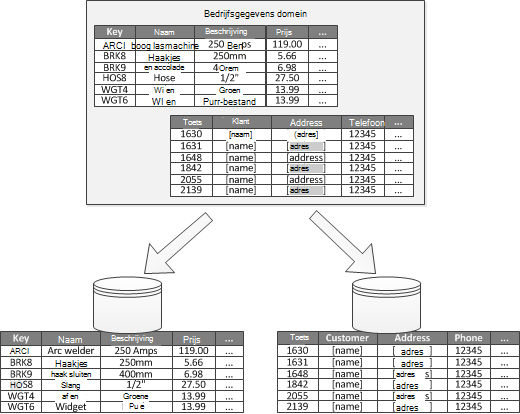 Bedrijfsgegevens domein
Key Naam Beschrijving Prijs ...
ARCI boog lasmachine 250 ps 119.00 ...
BRK8 Haakjes 250mm 5.66 ...
BRK9 en accolade 4 6.98 ...
HOS8 Hose 1/2" 27.50 ...
WGT4 Wi en Groen 13.99 ...
WGT6 WI en Purr-bestand 13.99 ...
Toets Klant Address Telefoon ...
1630 [naam] (adres] 12345 ...
1631 [name] [adres 12345 ...
1648 [name] address] 12345 ...
1842 [name] [adres 12345 ...
2055 [name] address] 12345 ...
2139 [name] [adres 12345 ...
Key Naam Beschrijving Prijs ...
ARCI Arc welder 250 Amps 119.00 ...
BRK8 Haakjes 250mm 5.66 ...
BRK9 haak sluiten 400mm 6.98 ...
HOS8 Slang 1/2" 27.50 ...
WGT4 af en Groene 13.99 ...
WGT6 Widget Pu e 13.99 ...
Toets Customer Address Phone ...
1630 [name] [ adres ] 12345 ...
1631 [name] [ adres ] 12345 ...
1648 [name] [adres s] 12345 ...
1842 [name] [ adres ] 12345 ...
2055 [name] [adres s] 12345 ...
2139 [name] [ adres ] 12345 ...